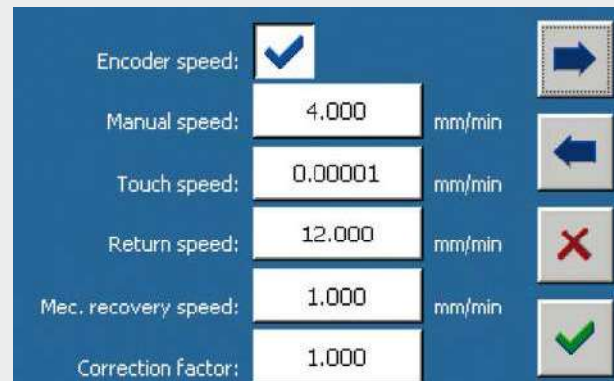 Encoder speed:
Manual speed: 4.000 mm/min
Touch speed: 0.00001 mm/min
Return speed: 12.000 mm/min
Mec. recovery speed: 1.000 mm/min
Correction factor: 1.000